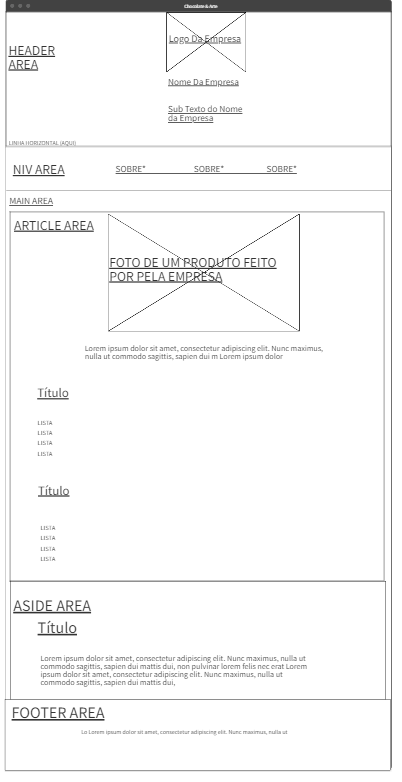 Chocolate & Arte
Logo Da Empresa
HEADER
AREA
Nome Da Empresa
Sub Texto do Nome
da Empresa
LINHA HORIZONTAL (AQUI)
NIV AREA
SOBRE* SOBRE* SOBRE*
MAIN AREA
ARTICLE AREA
FOTO DE UM PRODUTO FEITO
POR PELA EMPRESA
Lorem ipsum dolor sit amet, consectetur adipiscing elit. Nunc maximus,
nulla ut commodo sagittis, sapien dui m Lorem ipsum dolor
Título
LISTA
LISTA
LISTA
LISTA
Título
LISTA
LISTA
LISTA
LISTA
ASIDE AREA
Título
Lorem ipsum dolor sit amet, consectetur adipiscing elit. Nunc maximus, nulla ut
commodo sagittis, sapien dui mattis dui, non pulvinar lorem felis nec erat Lorem
ipsum dolor sit amet, consectetur adipiscing elit. Nunc maximus, nulla ut
commodo sagittis, sapien dui mattis dui,
FOOTER AREA
Lo Lorem ipsum dolor sit amet, consectetur adipiscing elit. Nunc maximus, nulla ut